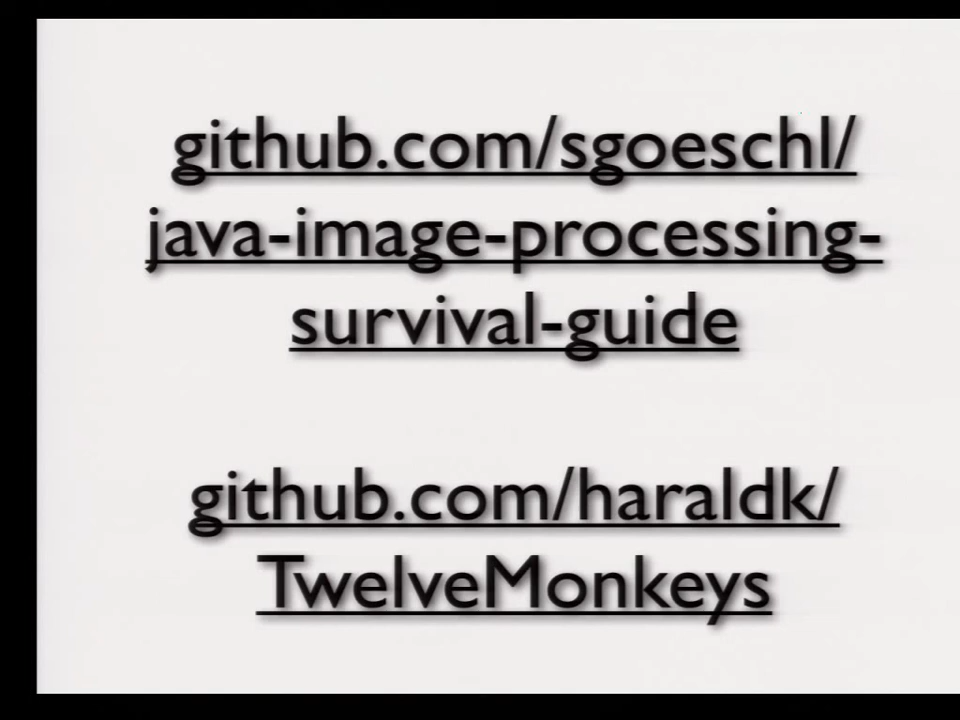 github.com/sgoeschl/
java-image-processing-
survival-guide
github.com/haraldk/
TwelveMonkeys